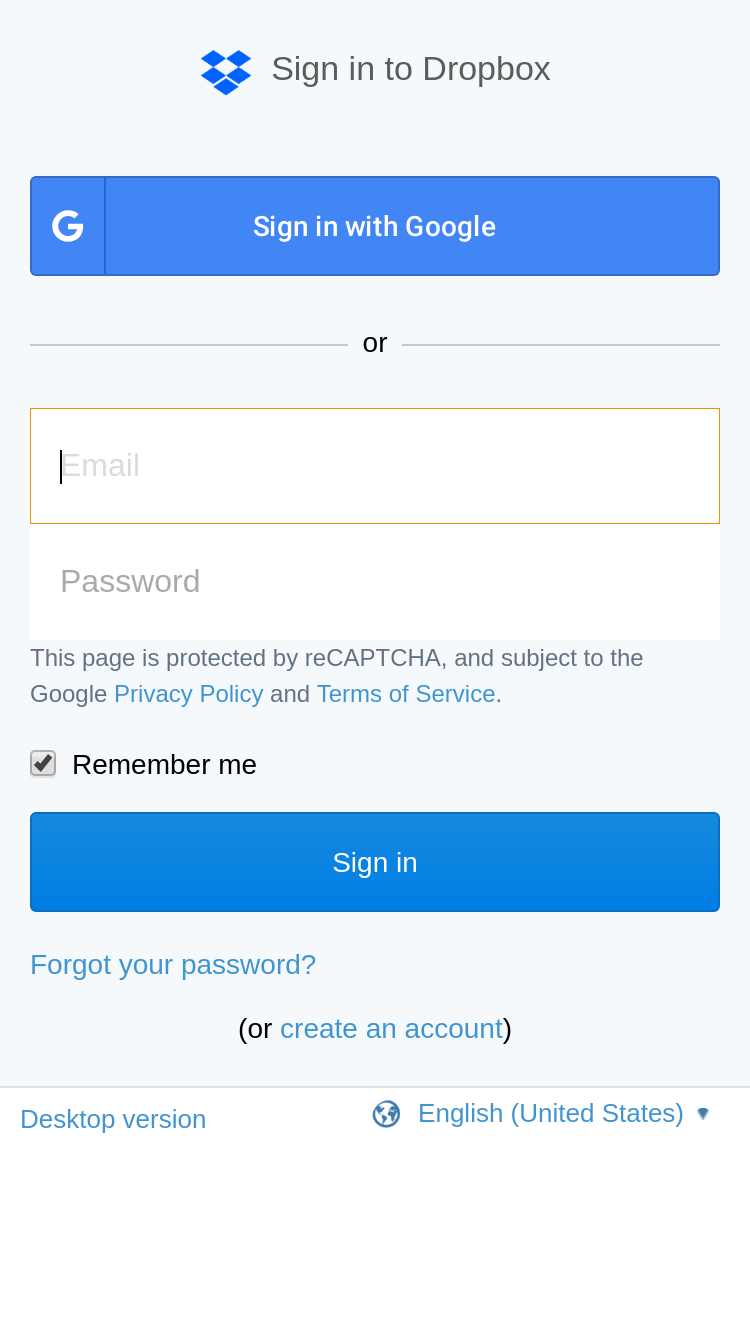 Sign in to Dropbox
Sign in with Google
or
Email
Password
This page is protected by reCAPTCHA, and subject to the
Google Privacy Policy and Terms of Service.
Remember me
Sign in
Forgot your password?
(or create an account)
Desktop version
English (United States)